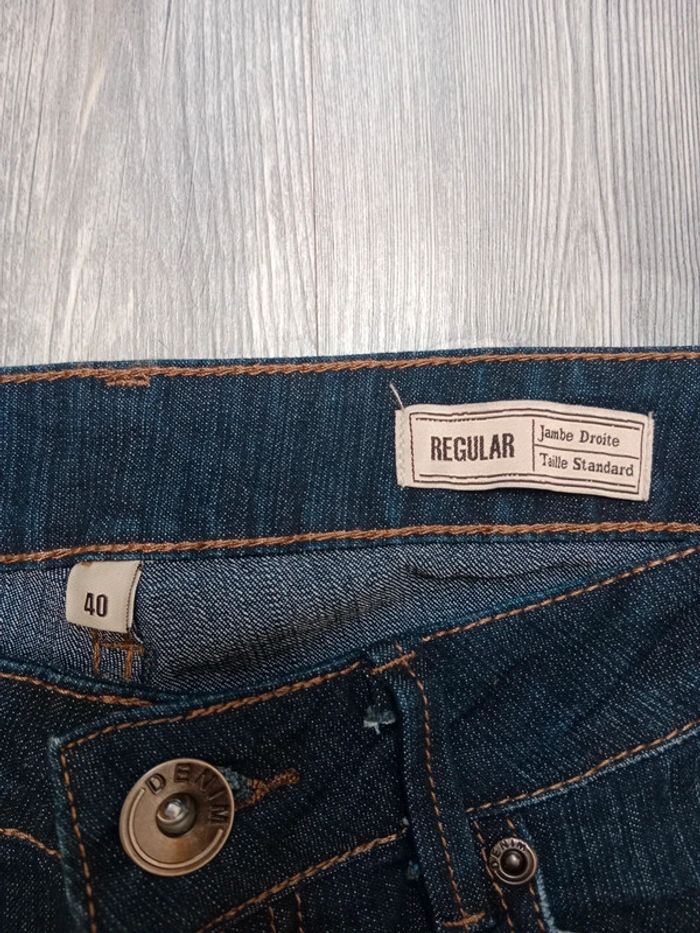 REGULAR
Jambe Droite
Taille Standard
40
DENIM
DENIM